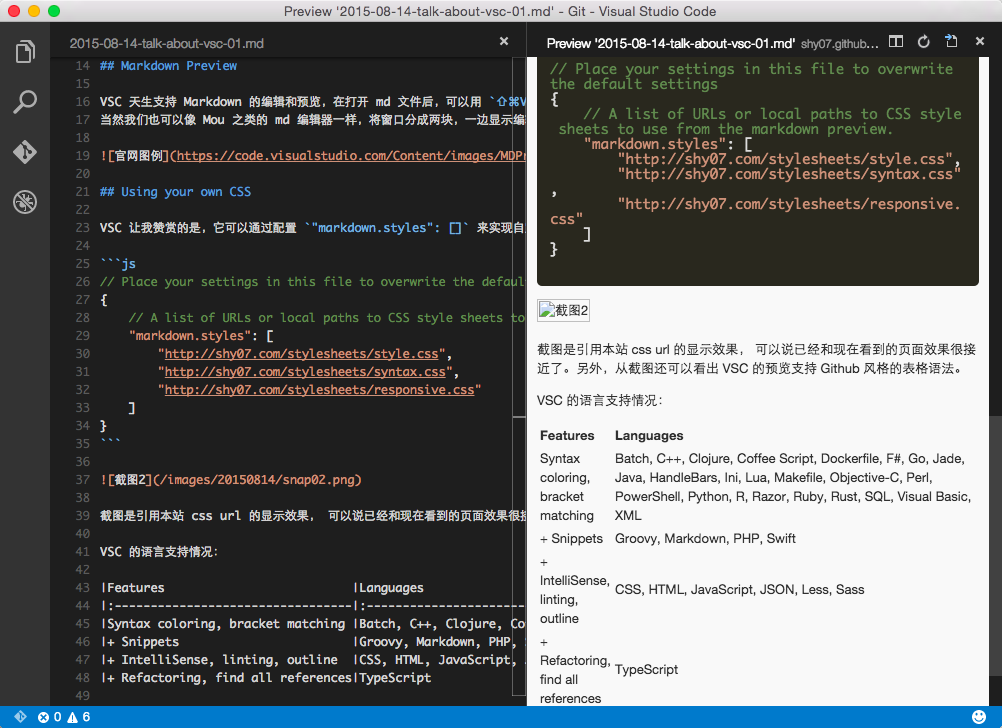 Preview '2015-08-14-talk-about-vsc-01.md' - Git - Visual Studio Code
2015-08-14-talk-about-vsc-01.md
14 ## Markdown Preview
15
16 VSC 天生支持 Markdown 的编辑和预览，在打开 md 文件后，可以用 `⇧⌘V
17 当然我们也可以像 Mou 之类的 md 编辑器一样，将窗口分成两块，一边显示编
18
19 ![官网图例](https://code.visualstudio.com/Content/images/MDPr
20
21 ## Using your own CSS
22
23 VSC 让我赞赏的是，它可以通过配置 `"markdown.styles": []` 来实现自
24
25 ```js
26 // Place your settings in this file to overwrite the defaul
27 {
28 // A list of URLs or local paths to CSS style sheets to
29 "markdown.styles": [
30 "http://shy07.com/stylesheets/style.css",
31 "http://shy07.com/stylesheets/syntax.css",
32 "http://shy07.com/stylesheets/responsive.css"
33 ]
34 }
35 ```
36
37 ![截图2](/images/20150814/snap02.png)
38
39 截图是引用本站 css url 的显示效果， 可以说已经和现在看到的页面效果很接
40
41 VSC 的语言支持情况：
42
43 |Features |Languages
44 |:--------------------------------|:--------------------
45 |Syntax coloring, bracket matching |Batch, C++, Clojure, Co
46 |+ Snippets |Groovy, Markdown, PHP,
47 |+ IntelliSense, linting, outline |CSS, HTML, JavaScript,
48 |+ Refactoring, find all references|TypeScript
49
Preview '2015-08-14-talk-about-vsc-01.md' shy07.github...
// Place your settings in this file to overwrite
the default settings
{
// A list of URLs or local paths to CSS style
sheets to use from the markdown preview.
"markdown.styles": [
"http://shy07.com/stylesheets/style.css",
"http://shy07.com/stylesheets/syntax.css"
,
"http://shy07.com/stylesheets/responsive.
css"
]
}
截图2
截图是引用本站 css url 的显示效果， 可以说已经和现在看到的页面效果很接
近了。另外，从截图还可以看出 VSC 的预览支持 Github 风格的表格语法。
VSC 的语言支持情况：
Features Languages
Syntax coloring, bracket matching
Batch, C++, Clojure, Coffee Script, Dockerfile, F#, Go, Jade,
Java, HandleBars, Ini, Lua, Makefile, Objective-C, Perl,
PowerShell, Python, R, Razor, Ruby, Rust, SQL, Visual Basic,
XML
+ Snippets Groovy, Markdown, PHP, Swift
+
IntelliSense,
linting,
outline
CSS, HTML, JavaScript, JSON, Less, Sass
+
Refactoring,
find all
references
TypeScript
0 6